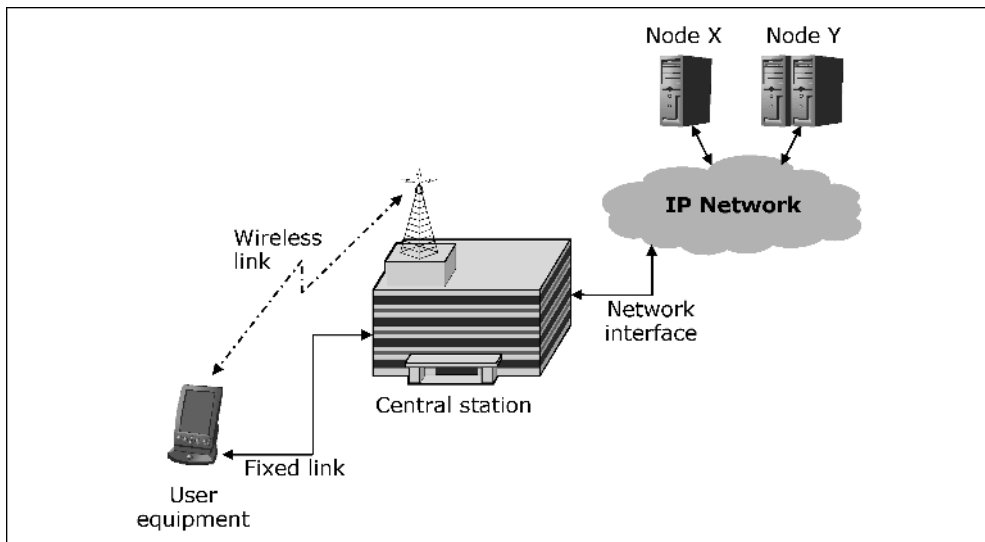 Node X
Node Y
IP Network
Wireless
link
Network
interface
Central station
Fixed link
User
equipment